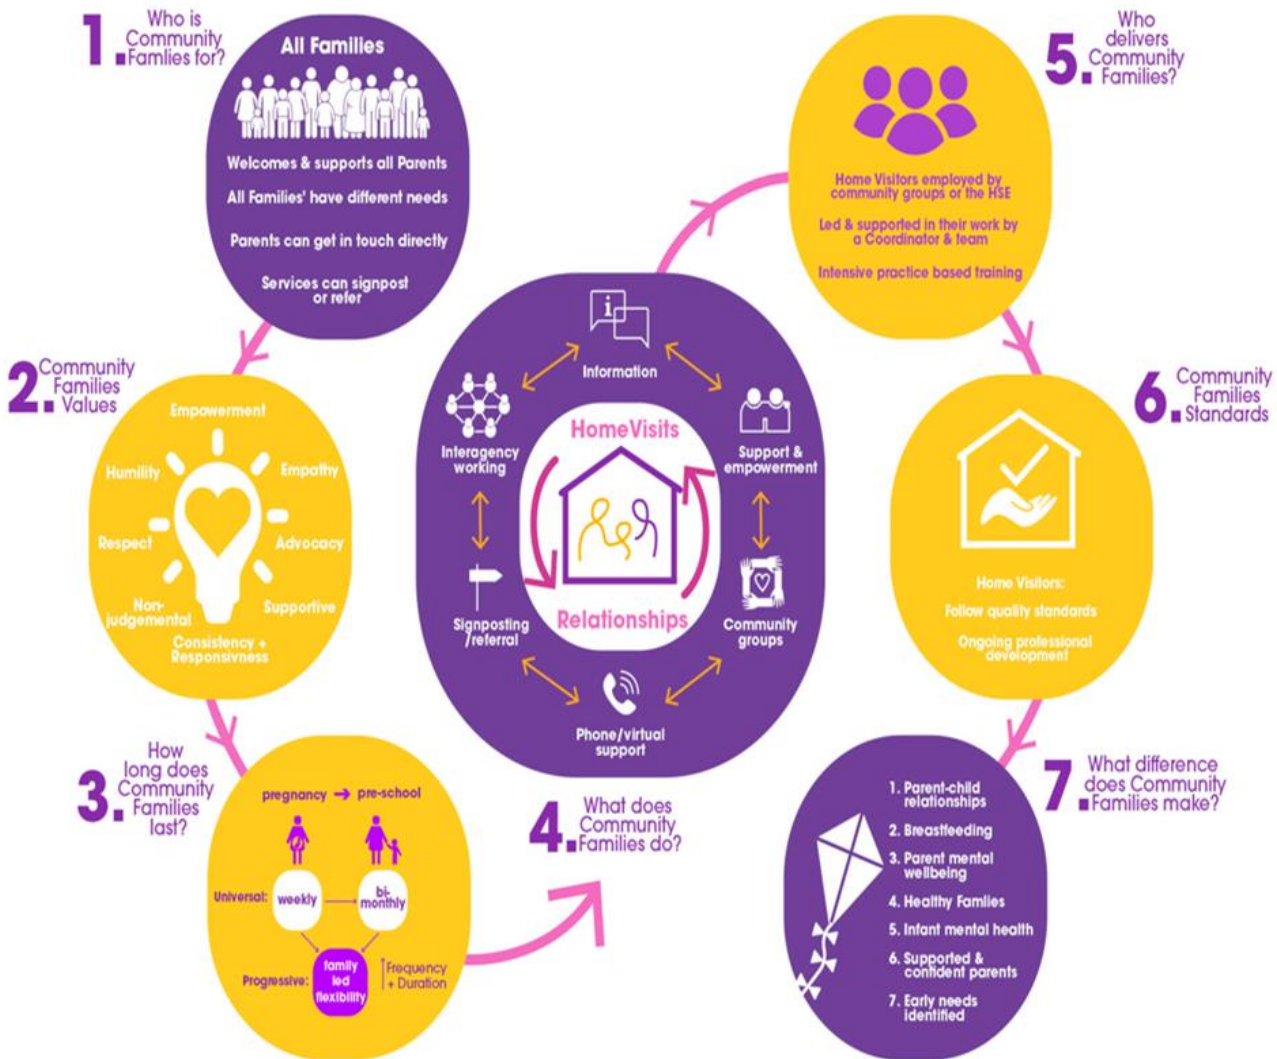 1.
Who is
Community
Famlies for?
All Families
Welcomes & supports all Parents
All Families' have different needs
Parents can get in touch directly
Services can signpost
or refer
2.
Community
Families
Values
Empowerment
Humility
Empathy
Respect
Advocacy
Non-
judgemental
Supportive
Consistency +
Responsivness
3.
How
long does
Community
Families
last?
pregnancy → pre-school
Universal:
weekly
bi-
monthly
Progressive:
family
led
flexibility
Frequency
+ Duration
4.
What does
Community
Families do?
i
Information
Interagency
working
Support &
empowerment
HomeVisits
Relationships
Signposting
/referral
Community
groups
Phone/virtual
support
5.
Who
delivers
Community
Families?
Home Visitors employed by
community groups or the HSE
Led & supported in their work by
a Coordinator & team
Intensive practice based training
6.
Community
Families
Standards
Home Visitors:
Follow quality standards
Ongoing professional
development
7.
What difference
does Community
Families make?
1. Parent-child
relationships
2. Breastfeeding
3. Parent mental
wellbeing
4. Healthy Families
5. Infant mental health
6. Supported &
confident parents
7. Early needs
identified